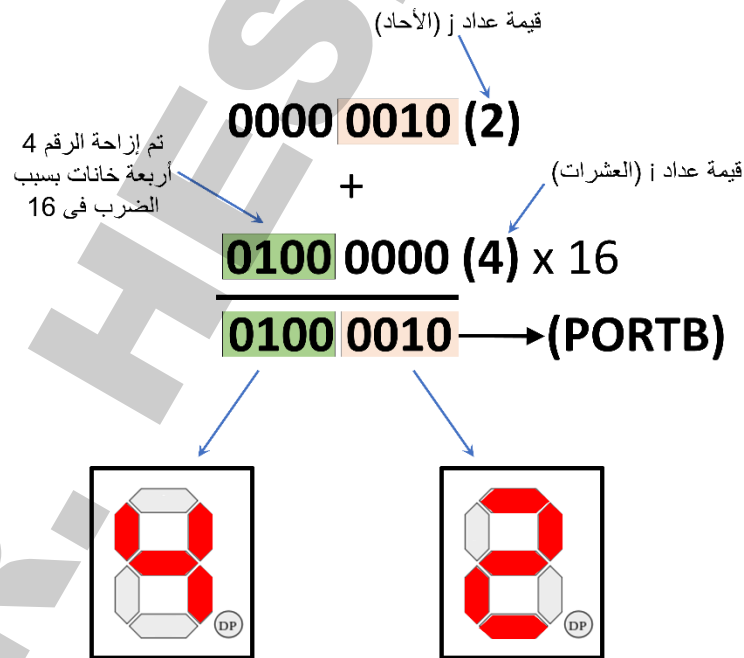 قيمة عداد j (الأحاد)
0000 0010 (2)
تم إزاحة الرقم 4
أربعة خانات بسبب
الضرب فى 16
+
قيمة عداد i (العشرات)
0100 0000 (4) x 16
0100 0010 (PORTB)
DP
DP